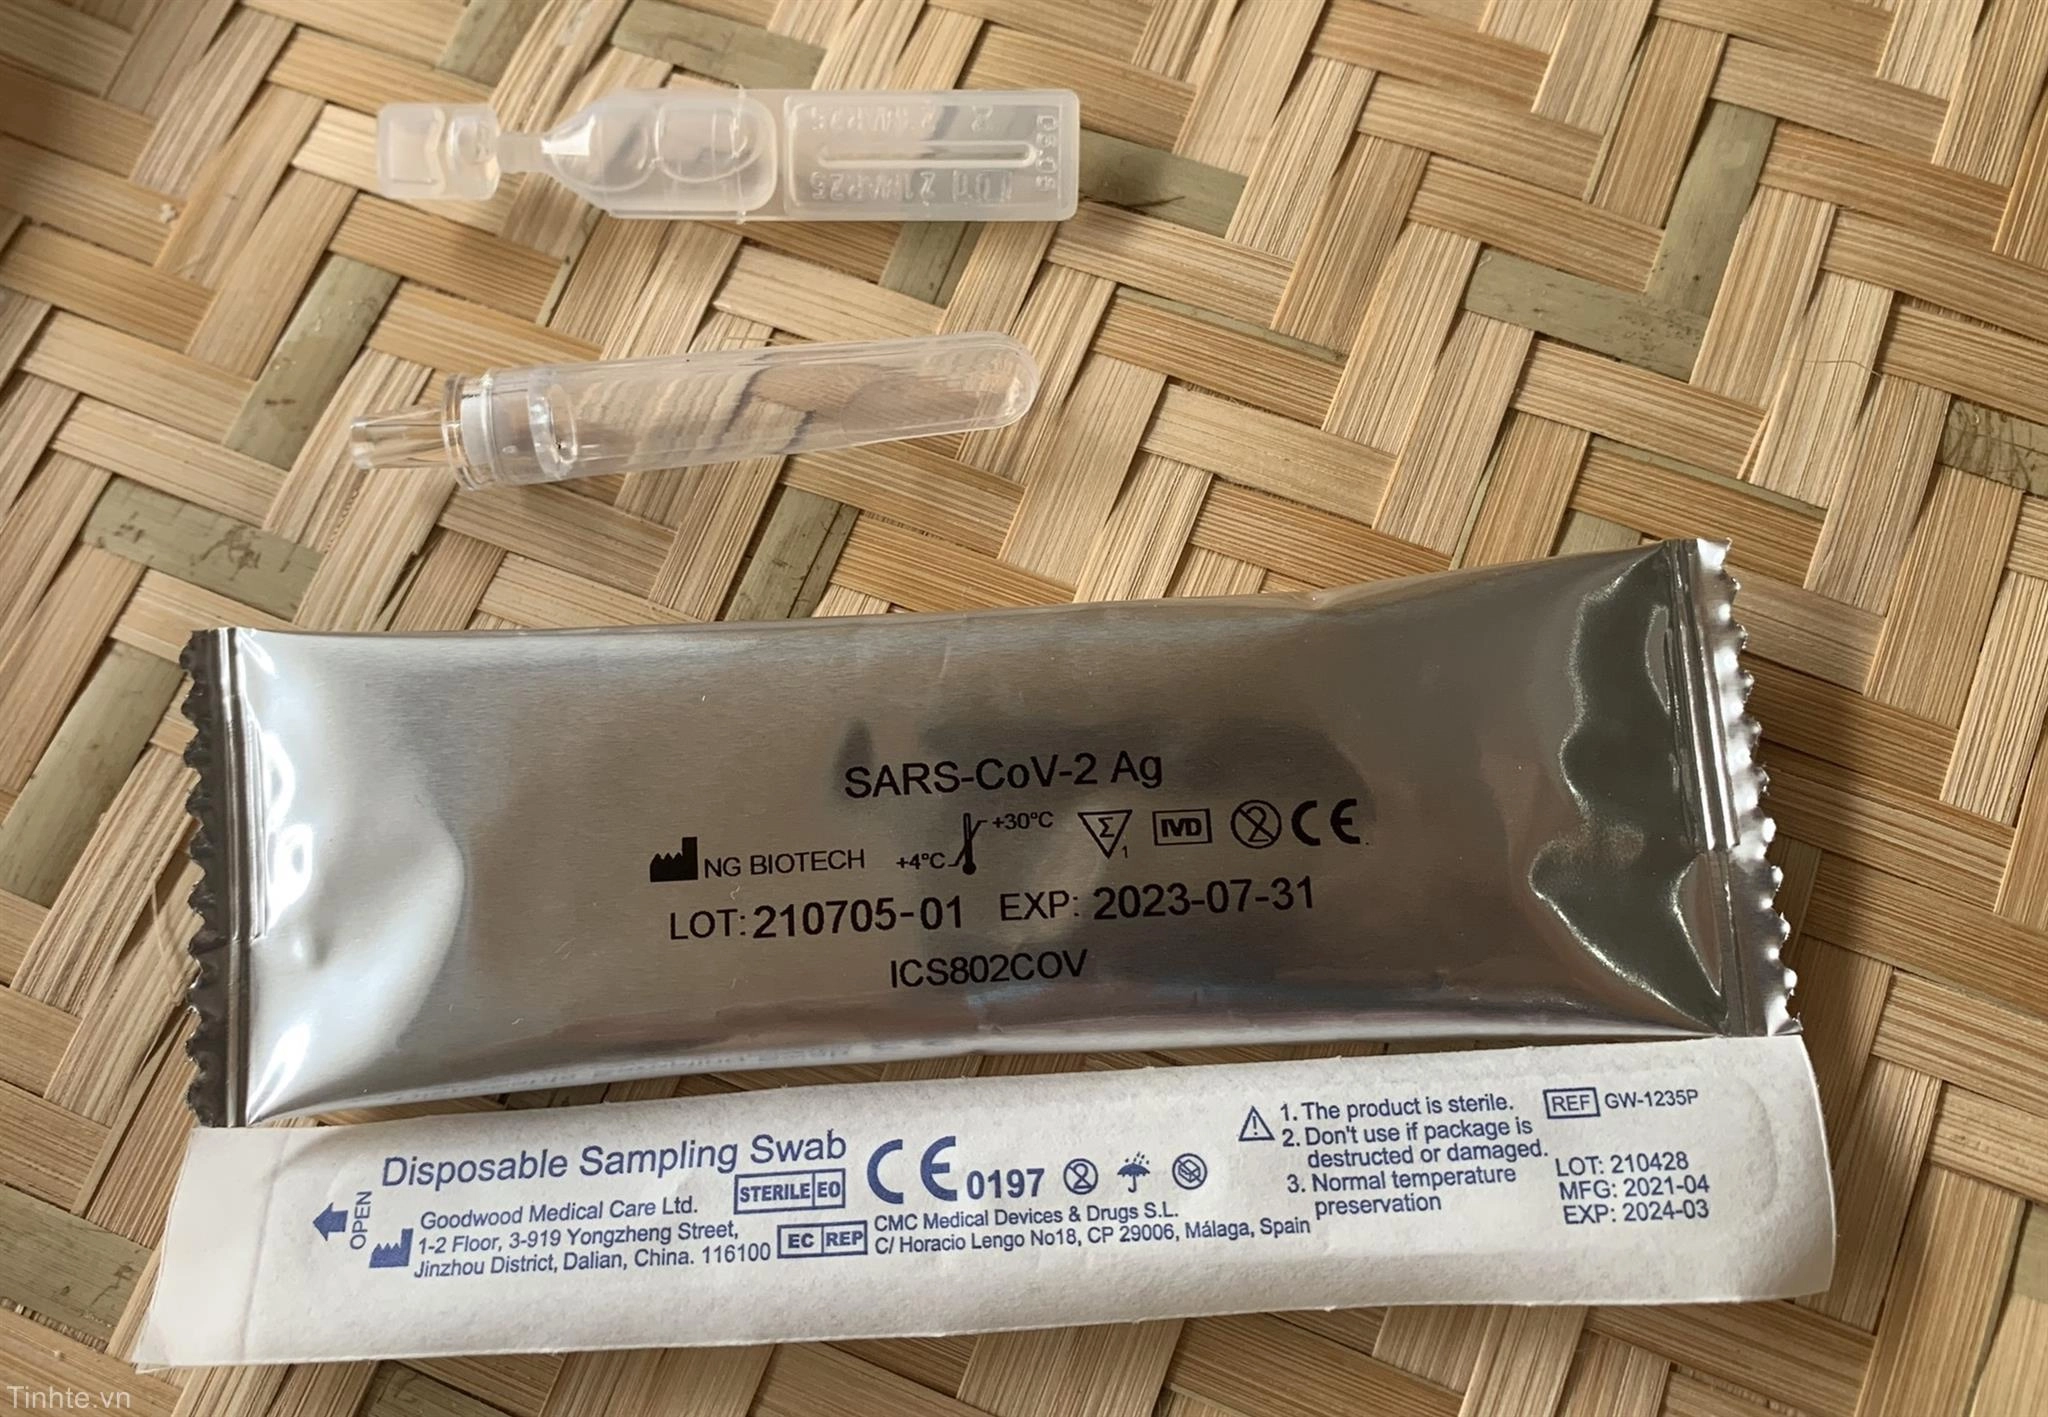 SARS-CoV-2 Ag
+30°C
Σ
1
IVD
2
CE
NG BIOTECH
+4°C
LOT: 210705-01 EXP: 2023-07-31
ICS802COV
OPEN
Disposable Sampling Swab
STERILE EO
CE 0197
2
Goodwood Medical Care Ltd.
1-2 Floor, 3-919 Yongzheng Street,
Jinzhou District, Dalian, China. 116100
EC REP
CMC Medical Devices & Drugs S.L.
C/ Horacio Lengo No18, CP 29006, Málaga, Spain
1. The product is sterile.
2. Don't use if package is
destructed or damaged.
3. Normal temperature
preservation
REF GW-1235P
LOT: 210428
MFG: 2021-04
EXP: 2024-03
Tinhte.vn